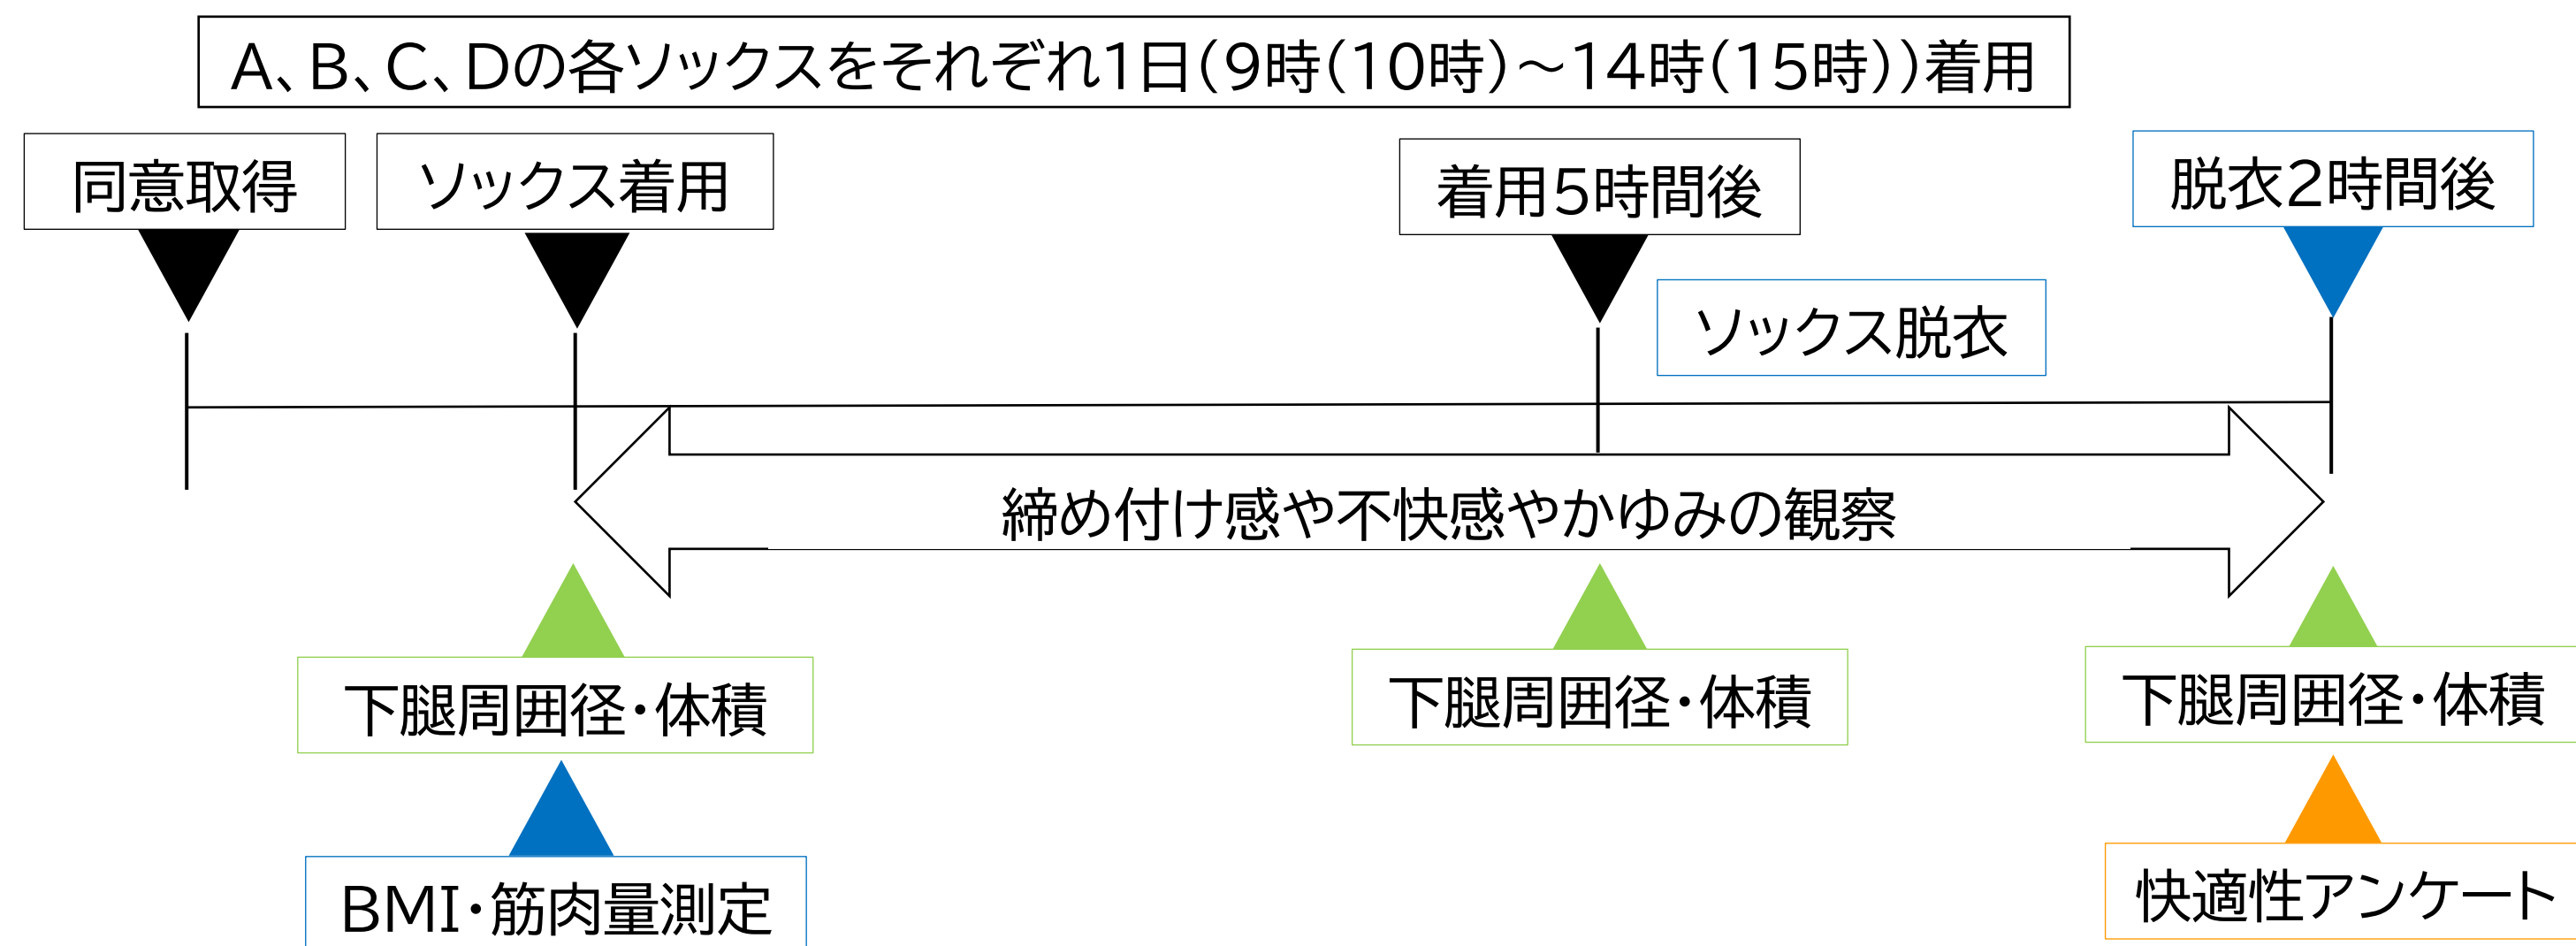 A、B、C、Dの各ソックスをそれぞれ1日(9時(10時)～14時(15時))着用
同意取得
ソックス着用
着用5時間後
脱衣2時間後
ソックス脱衣
締め付け感や不快感やかゆみの観察
下腿周囲径・体積
下腿周囲径・体積
下腿周囲径・体積
BMI・筋肉量測定
快適性アンケート